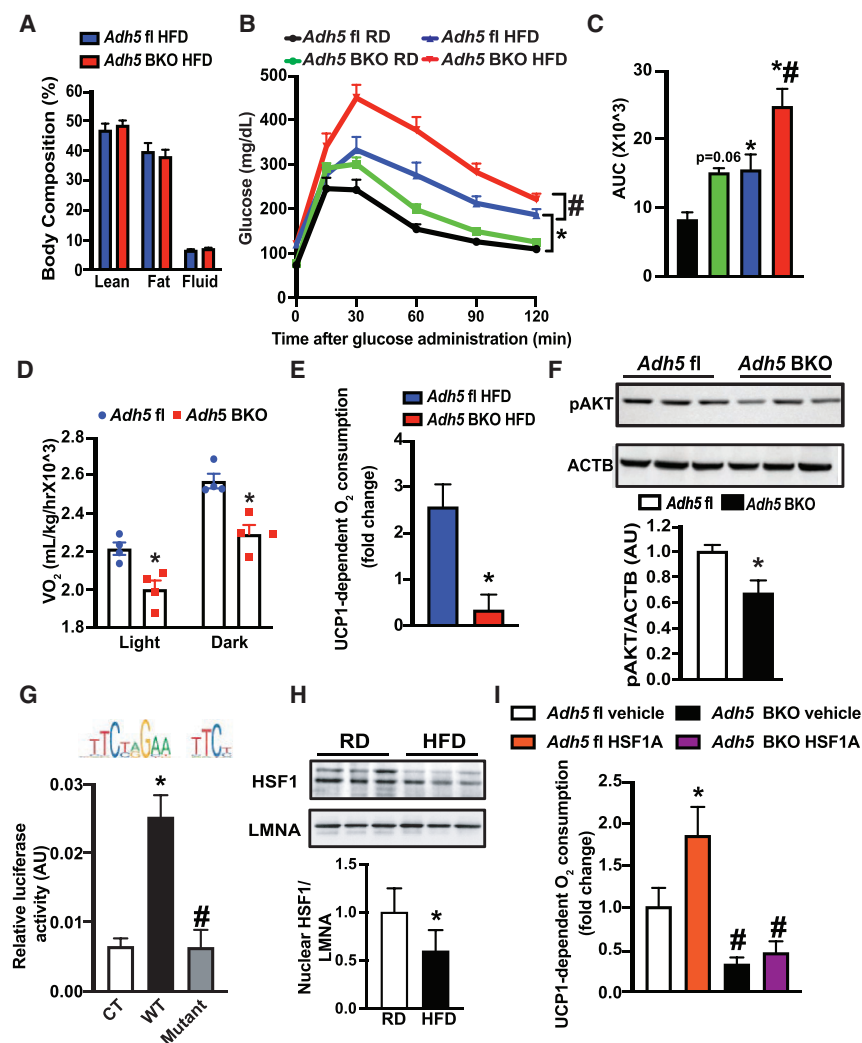 A
Adh5 fl HFD
Adh5 BKO HFD
Body Composition (%)
60
50
40
30
20
10
0
Lean Fat Fluid
B
Adh5 fl RD Adh5 fl HFD
Adh5 BKO RD Adh5 BKO HFD
Glucose (mg/dL)
500
400
300
200
100
0
0 30 60 90 120
Time after glucose administration (min)
#
*
C
AUC (X10^3)
30
20
10
0
p=0.06
*
*#
D
Adh5 fl Adh5 BKO
VO2 (mL/kg/hrX10^3)
2.8
2.6
2.4
2.2
2.0
1.8
*
*
Light Dark
E
Adh5 fl HFD
Adh5 BKO HFD
UCP1-dependent O2 consumption
(fold change)
4
3
2
1
0
*
F
Adh5 fl Adh5 BKO
pAKT
ACTB
Adh5 fl Adh5 BKO
pAKT/ACTB (AU)
1.2
1.0
0.8
0.6
0.4
0.2
0.0
*
G
TTCTAGAA TTCT
Relative luciferase
activity (AU)
0.03
0.02
0.01
0.00
*
#
CT WT Mutant
H
RD HFD
HSF1
LMNA
Nuclear HSF1/
LMNA
1.5
1.0
0.5
0.0
*
RD HFD
I
Adh5 fl vehicle Adh5 BKO vehicle
Adh5 fl HSF1A Adh5 BKO HSF1A
UCP1-dependent O2 consumption
(fold change)
2.5
2.0
1.5
1.0
0.5
0.0
*
#
#